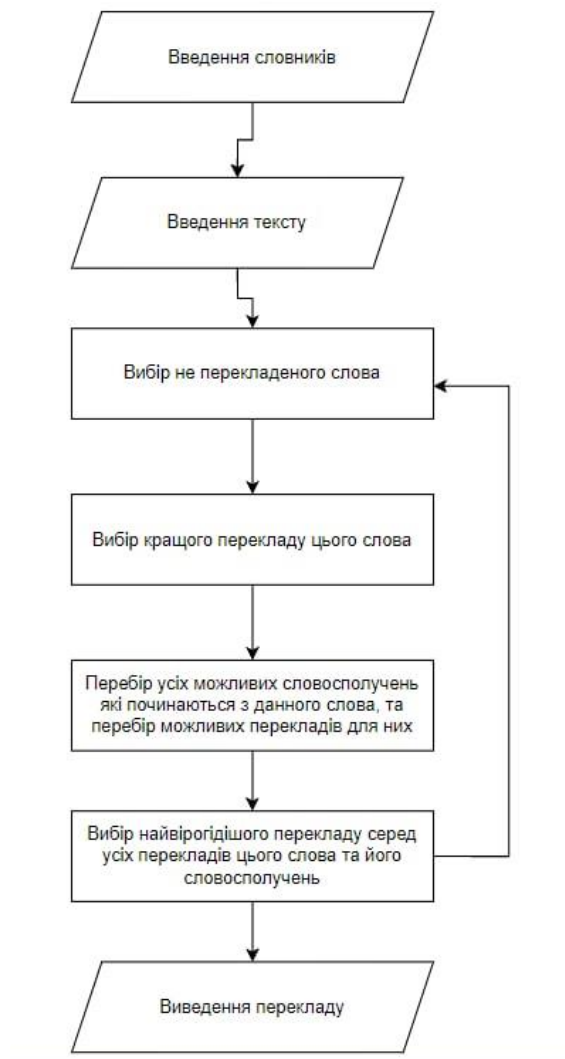 Введення словників
Введення тексту
Вибір не перекладеного слова
Вибір кращого перекладу цього слова
Перебір усіх можливих словосполучень
які починаються з данного слова, та
перебір можливих перекладів для них
Вибір найвірогідішого перекладу серед
усіх перекладів цього слова та його
словосполучень
Виведення перекладу